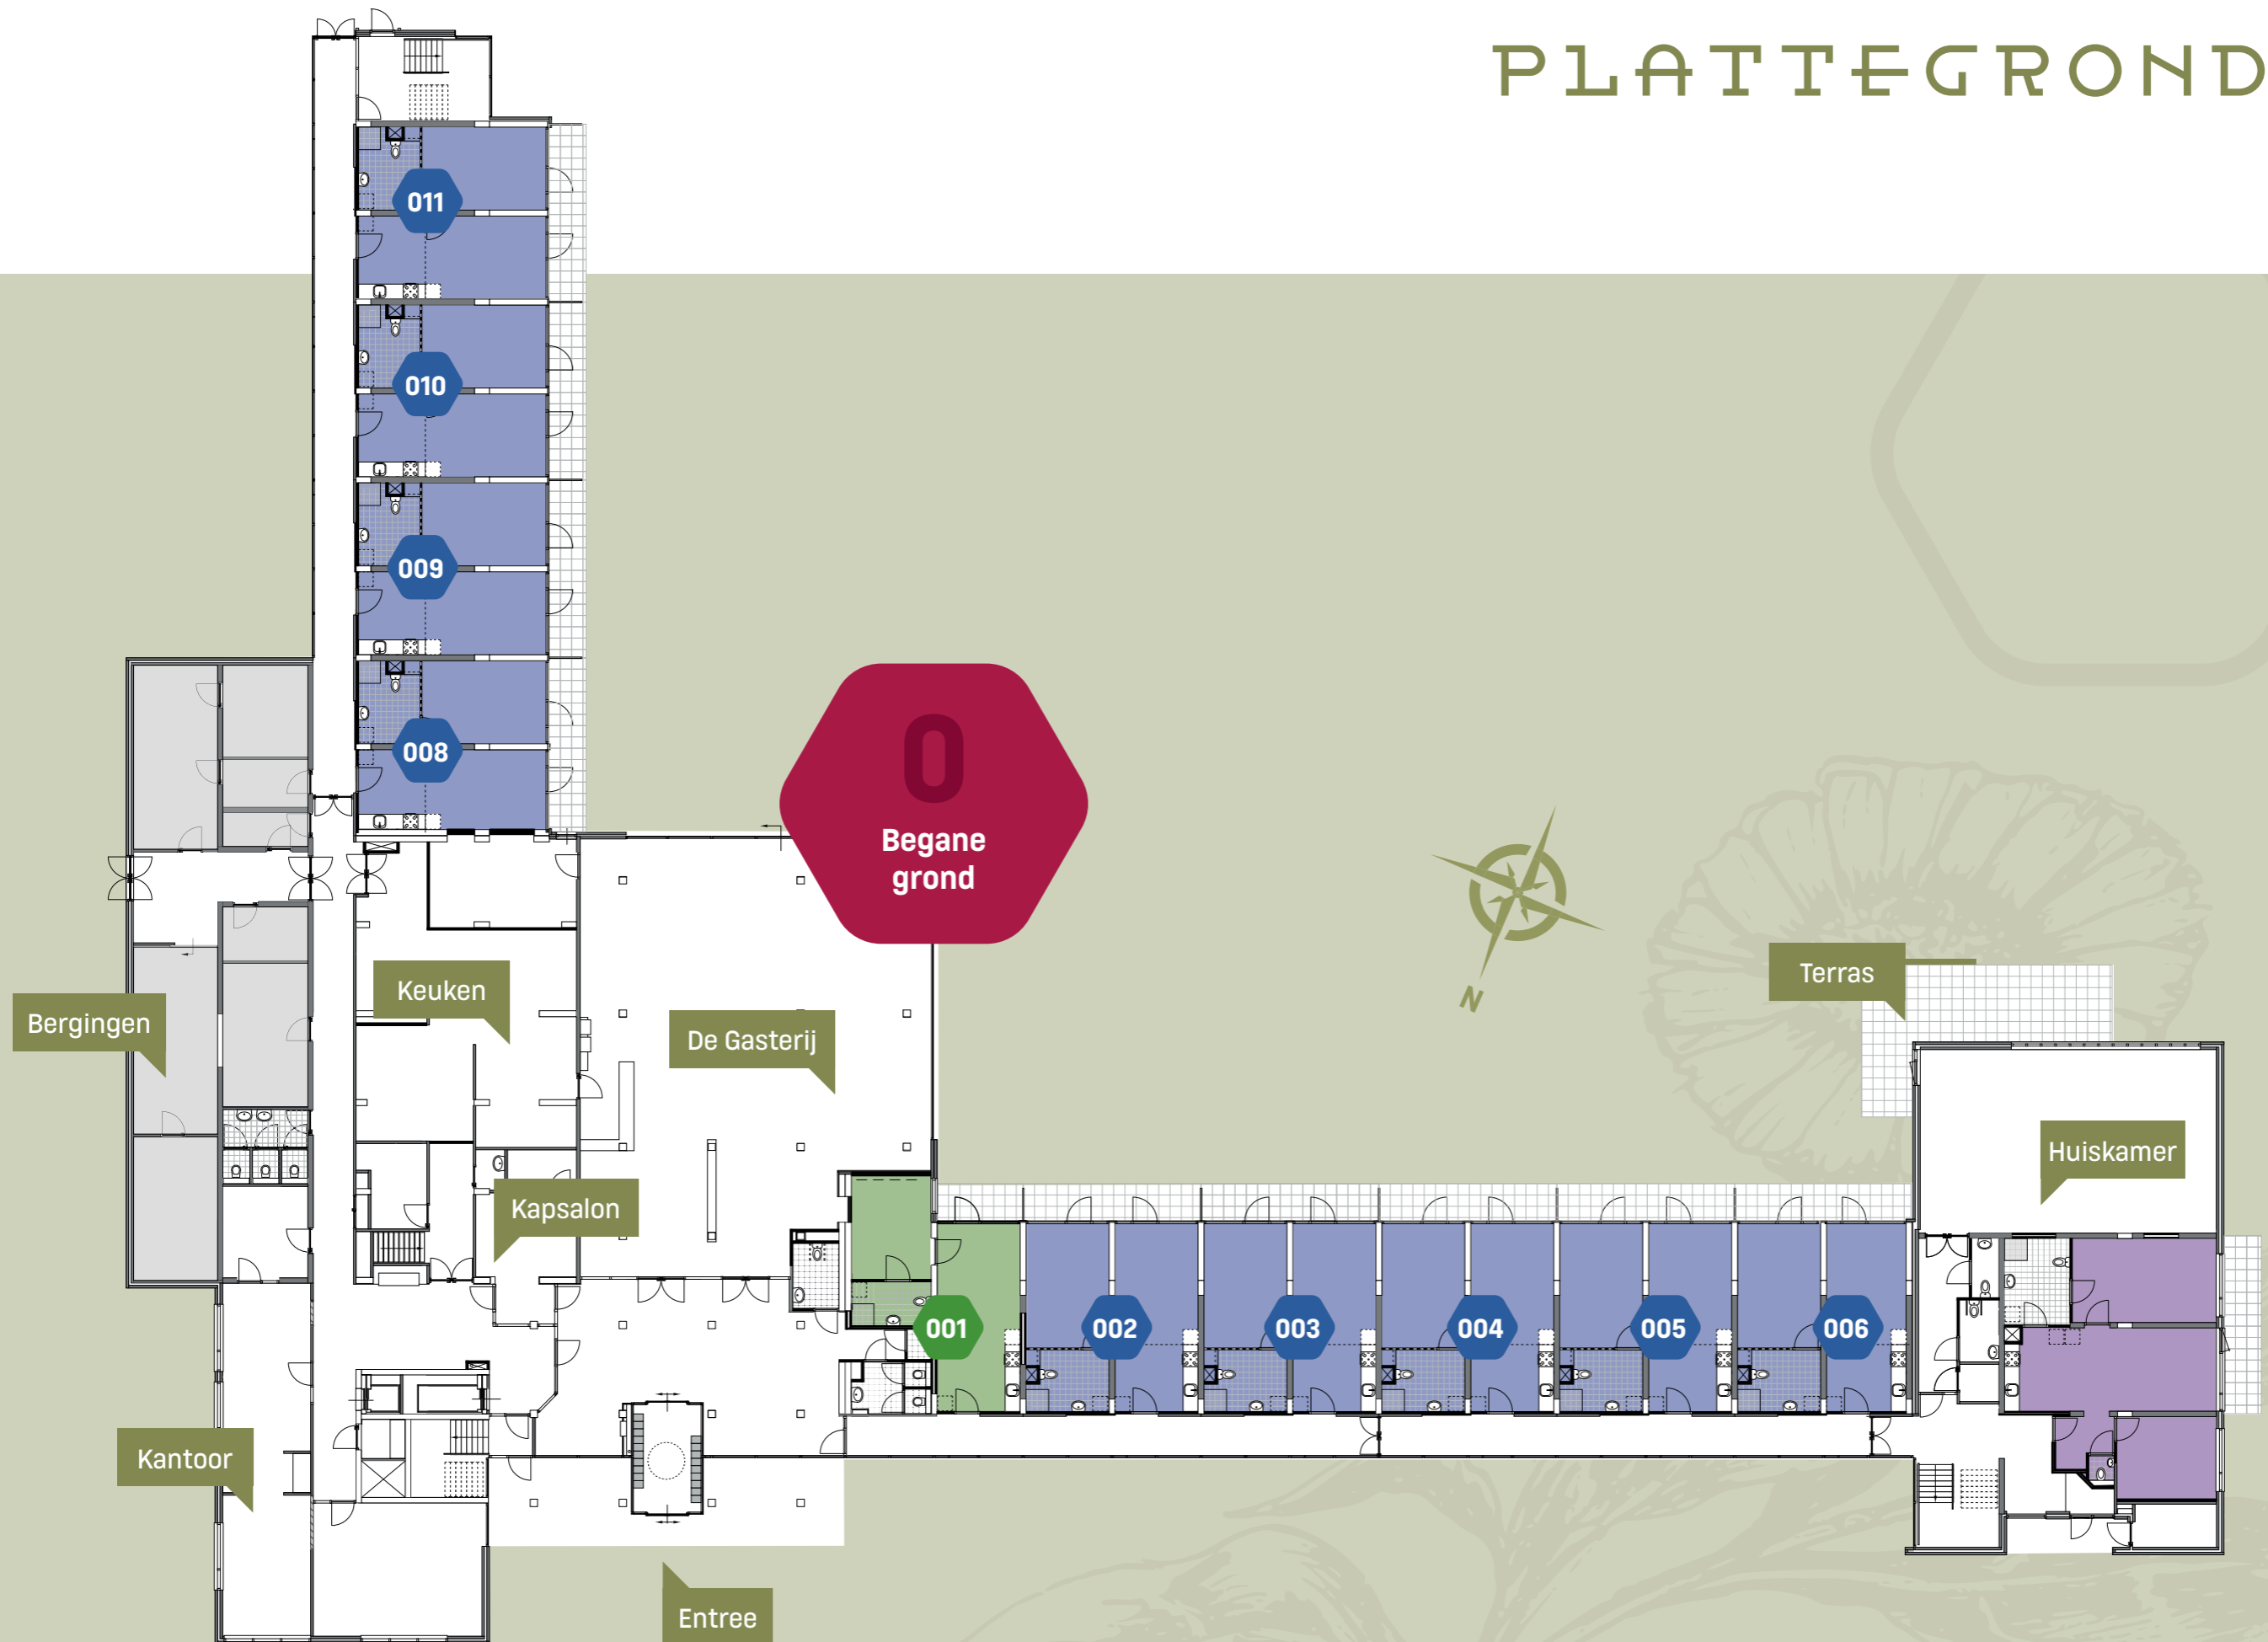 PLATTEGROND
011
010
009
008
0
Begane
grond
Keuken
Terras
Bergingen
De Gasterij
Huiskamer
Kapsalon
N
001
002
003
004
005
006
Kantoor
Entree